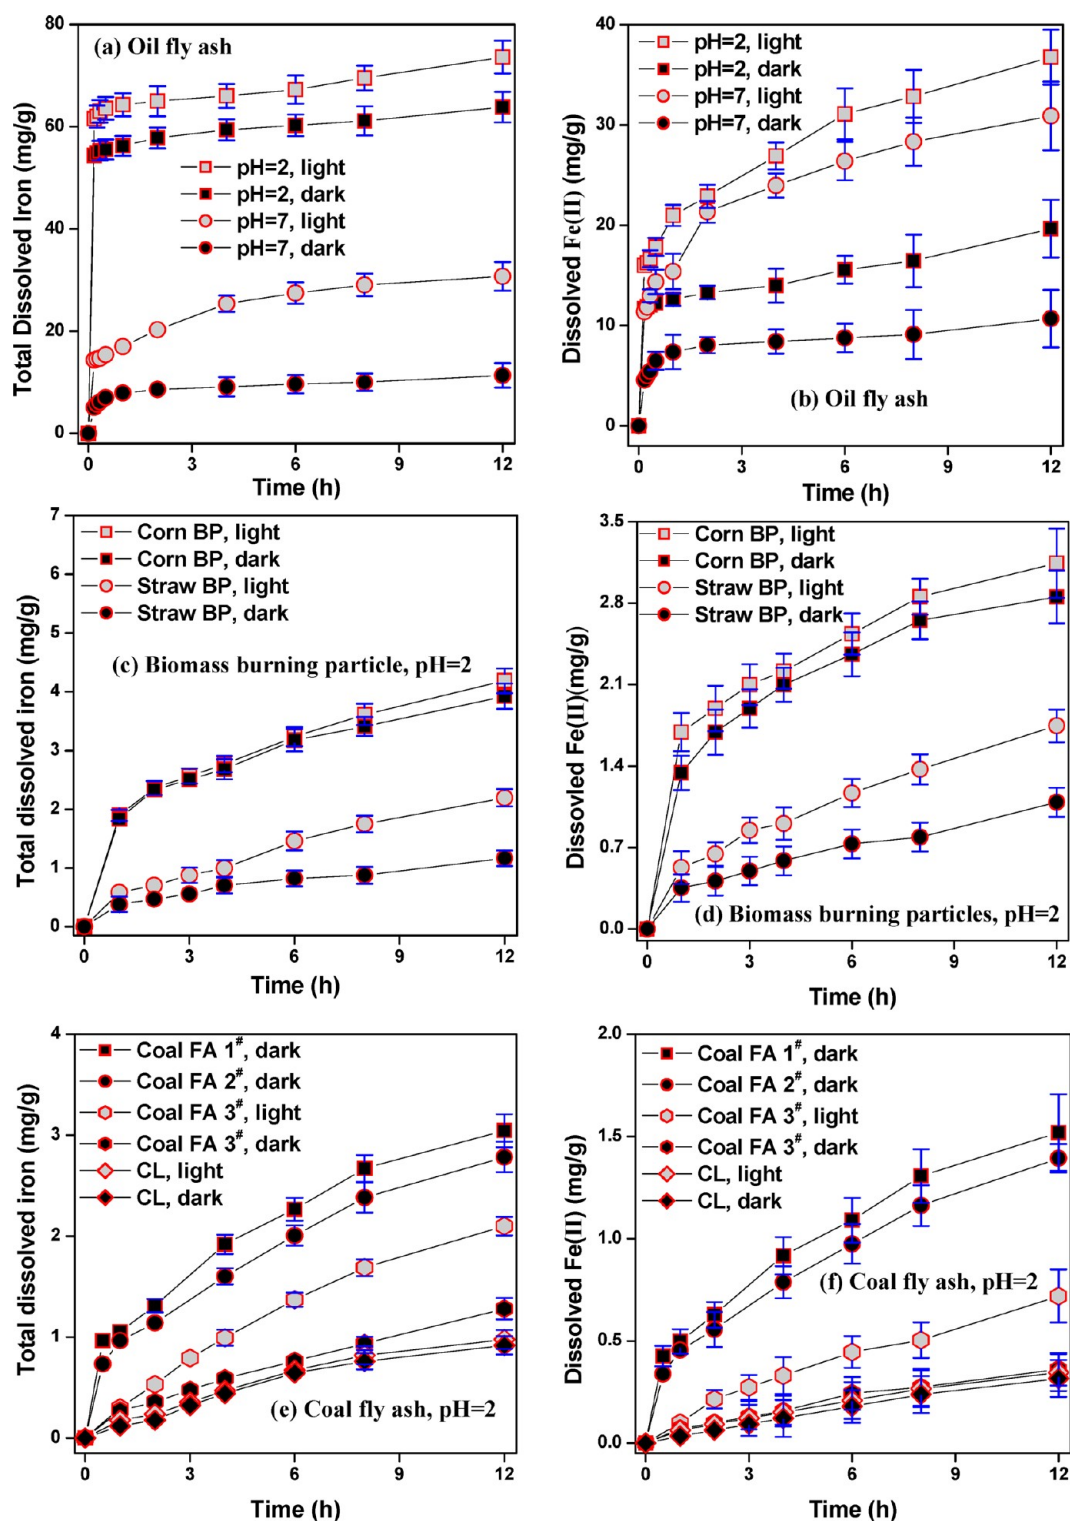 (a) Oil fly ash
pH=2, light
pH=2, dark
pH=7, light
pH=7, dark
Total Dissolved Iron (mg/g)
80
60
40
20
0
0
3
6
9
12
Time (h)
pH=2, light
pH=2, dark
pH=7, light
pH=7, dark
(b) Oil fly ash
Dissolved Fe(II) (mg/g)
40
30
20
10
0
0
3
6
9
12
Time (h)
Corn BP, light
Corn BP, dark
Straw BP, light
Straw BP, dark
(c) Biomass burning particle, pH=2
Total dissolved iron (mg/g)
7
6
5
4
3
2
1
0
0
3
6
9
12
Time (h)
Corn BP, light
Corn BP, dark
Straw BP, light
Straw BP, dark
(d) Biomass burning particles, pH=2
Dissovled Fe(II)(mg/g)
3.5
2.8
2.1
1.4
0.7
0.0
0
3
6
9
12
Time (h)
Coal FA 1#, dark
Coal FA 2#, dark
Coal FA 3#, light
Coal FA 3#, dark
CL, light
CL, dark
(e) Coal fly ash, pH=2
Total dissolved iron (mg/g)
4
3
2
1
0
0
3
6
9
12
Time (h)
Coal FA 1#, dark
Coal FA 2#, dark
Coal FA 3#, light
Coal FA 3#, dark
CL, light
CL, dark
(f) Coal fly ash, pH=2
Dissolved Fe(II) (mg/g)
2.0
1.5
1.0
0.5
0.0
0
3
6
9
12
Time (h)